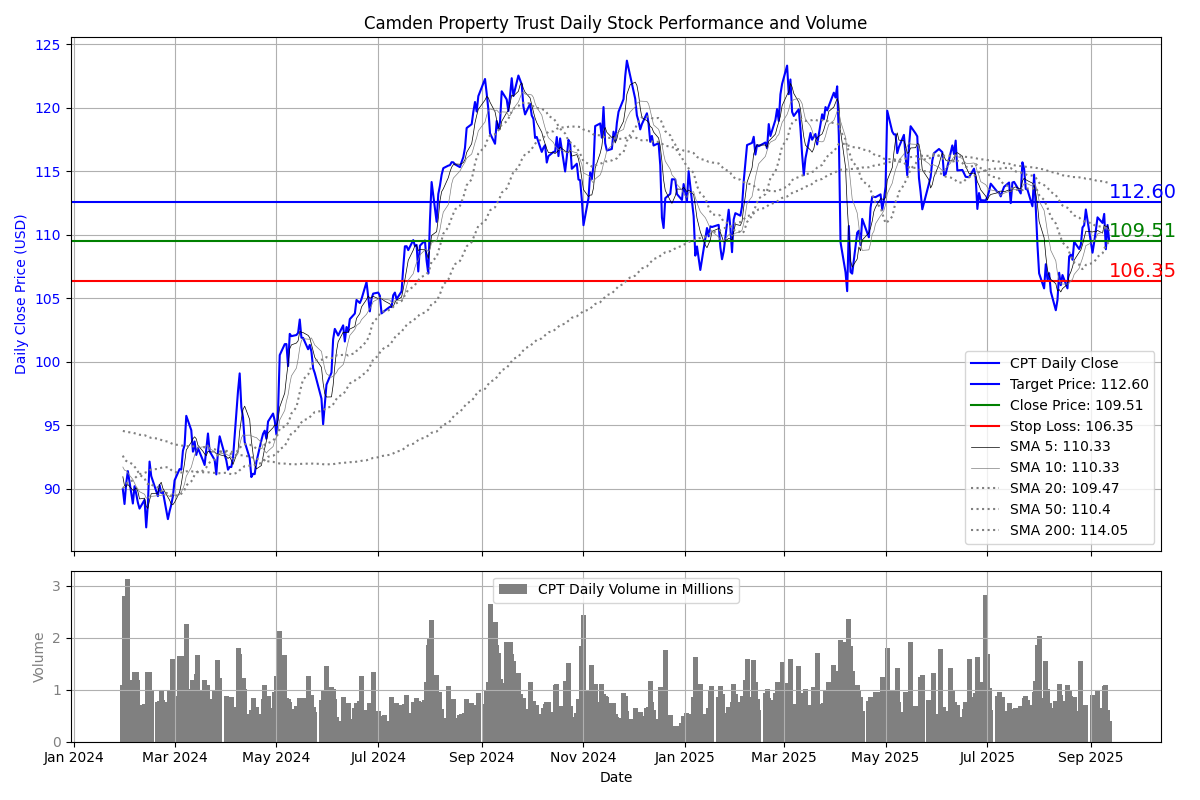 Camden Property Trust Daily Stock Performance and Volume
Daily Close Price (USD)
125
120
115
110
105
100
95
90
112.60
109.51
106.35
CPT Daily Close
Target Price: 112.60
Close Price: 109.51
Stop Loss: 106.35
SMA 5: 110.33
SMA 10: 110.33
SMA 20: 109.47
SMA 50: 110.4
SMA 200: 114.05
Volume
3
2
1
0
CPT Daily Volume in Millions
Jan 2024 Mar 2024 May 2024 Jul 2024 Sep 2024 Nov 2024 Jan 2025 Mar 2025 May 2025 Jul 2025 Sep 2025
Date